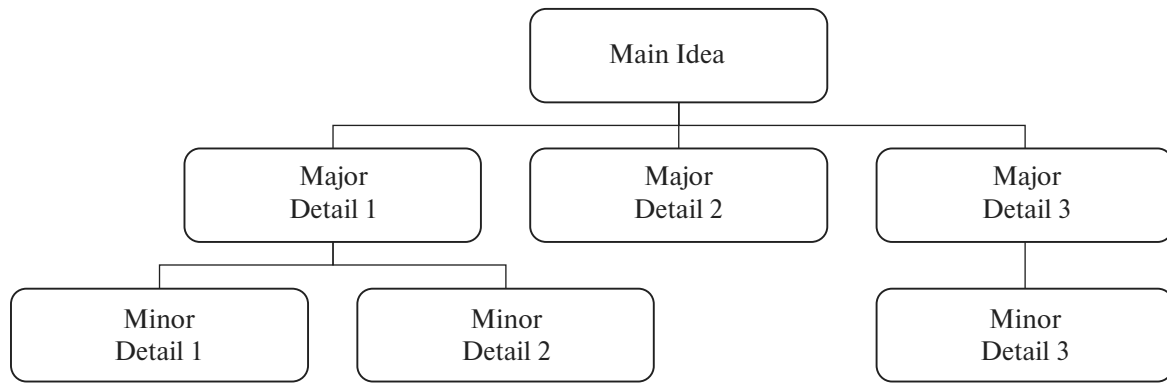 Main Idea
Major
Detail 1
Major
Detail 2
Major
Detail 3
Minor
Detail 1
Minor
Detail 2
Minor
Detail 3